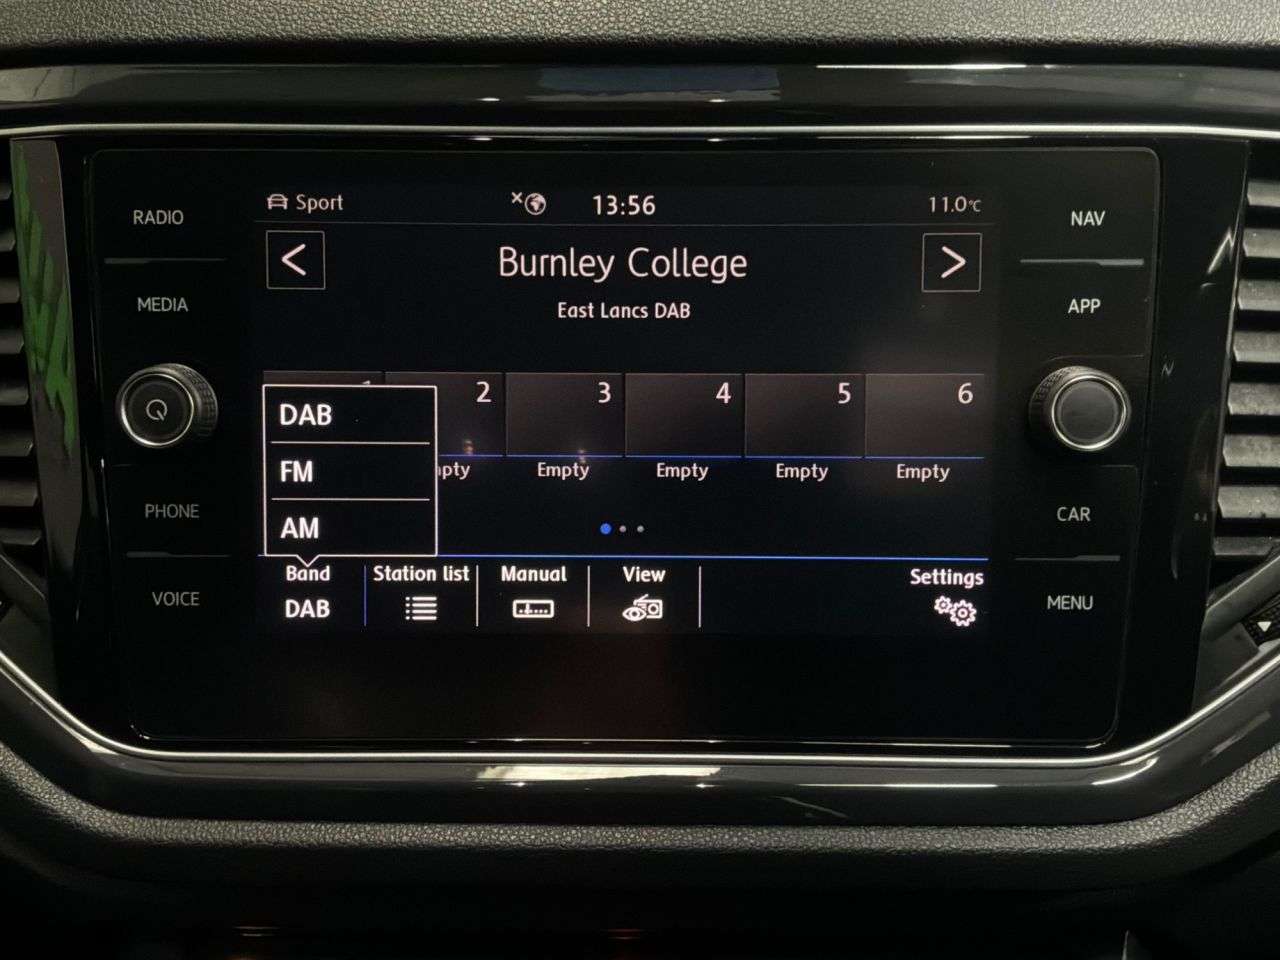 RADIO
MEDIA
PHONE
VOICE
Sport
13:56
11.0°C
Burnley College
East Lancs DAB
2
3
4
5
6
Empty
Empty
Empty
Empty
DAB
FM
AM
Band
DAB
Station list
Manual
View
Settings
NAV
APP
CAR
MENU